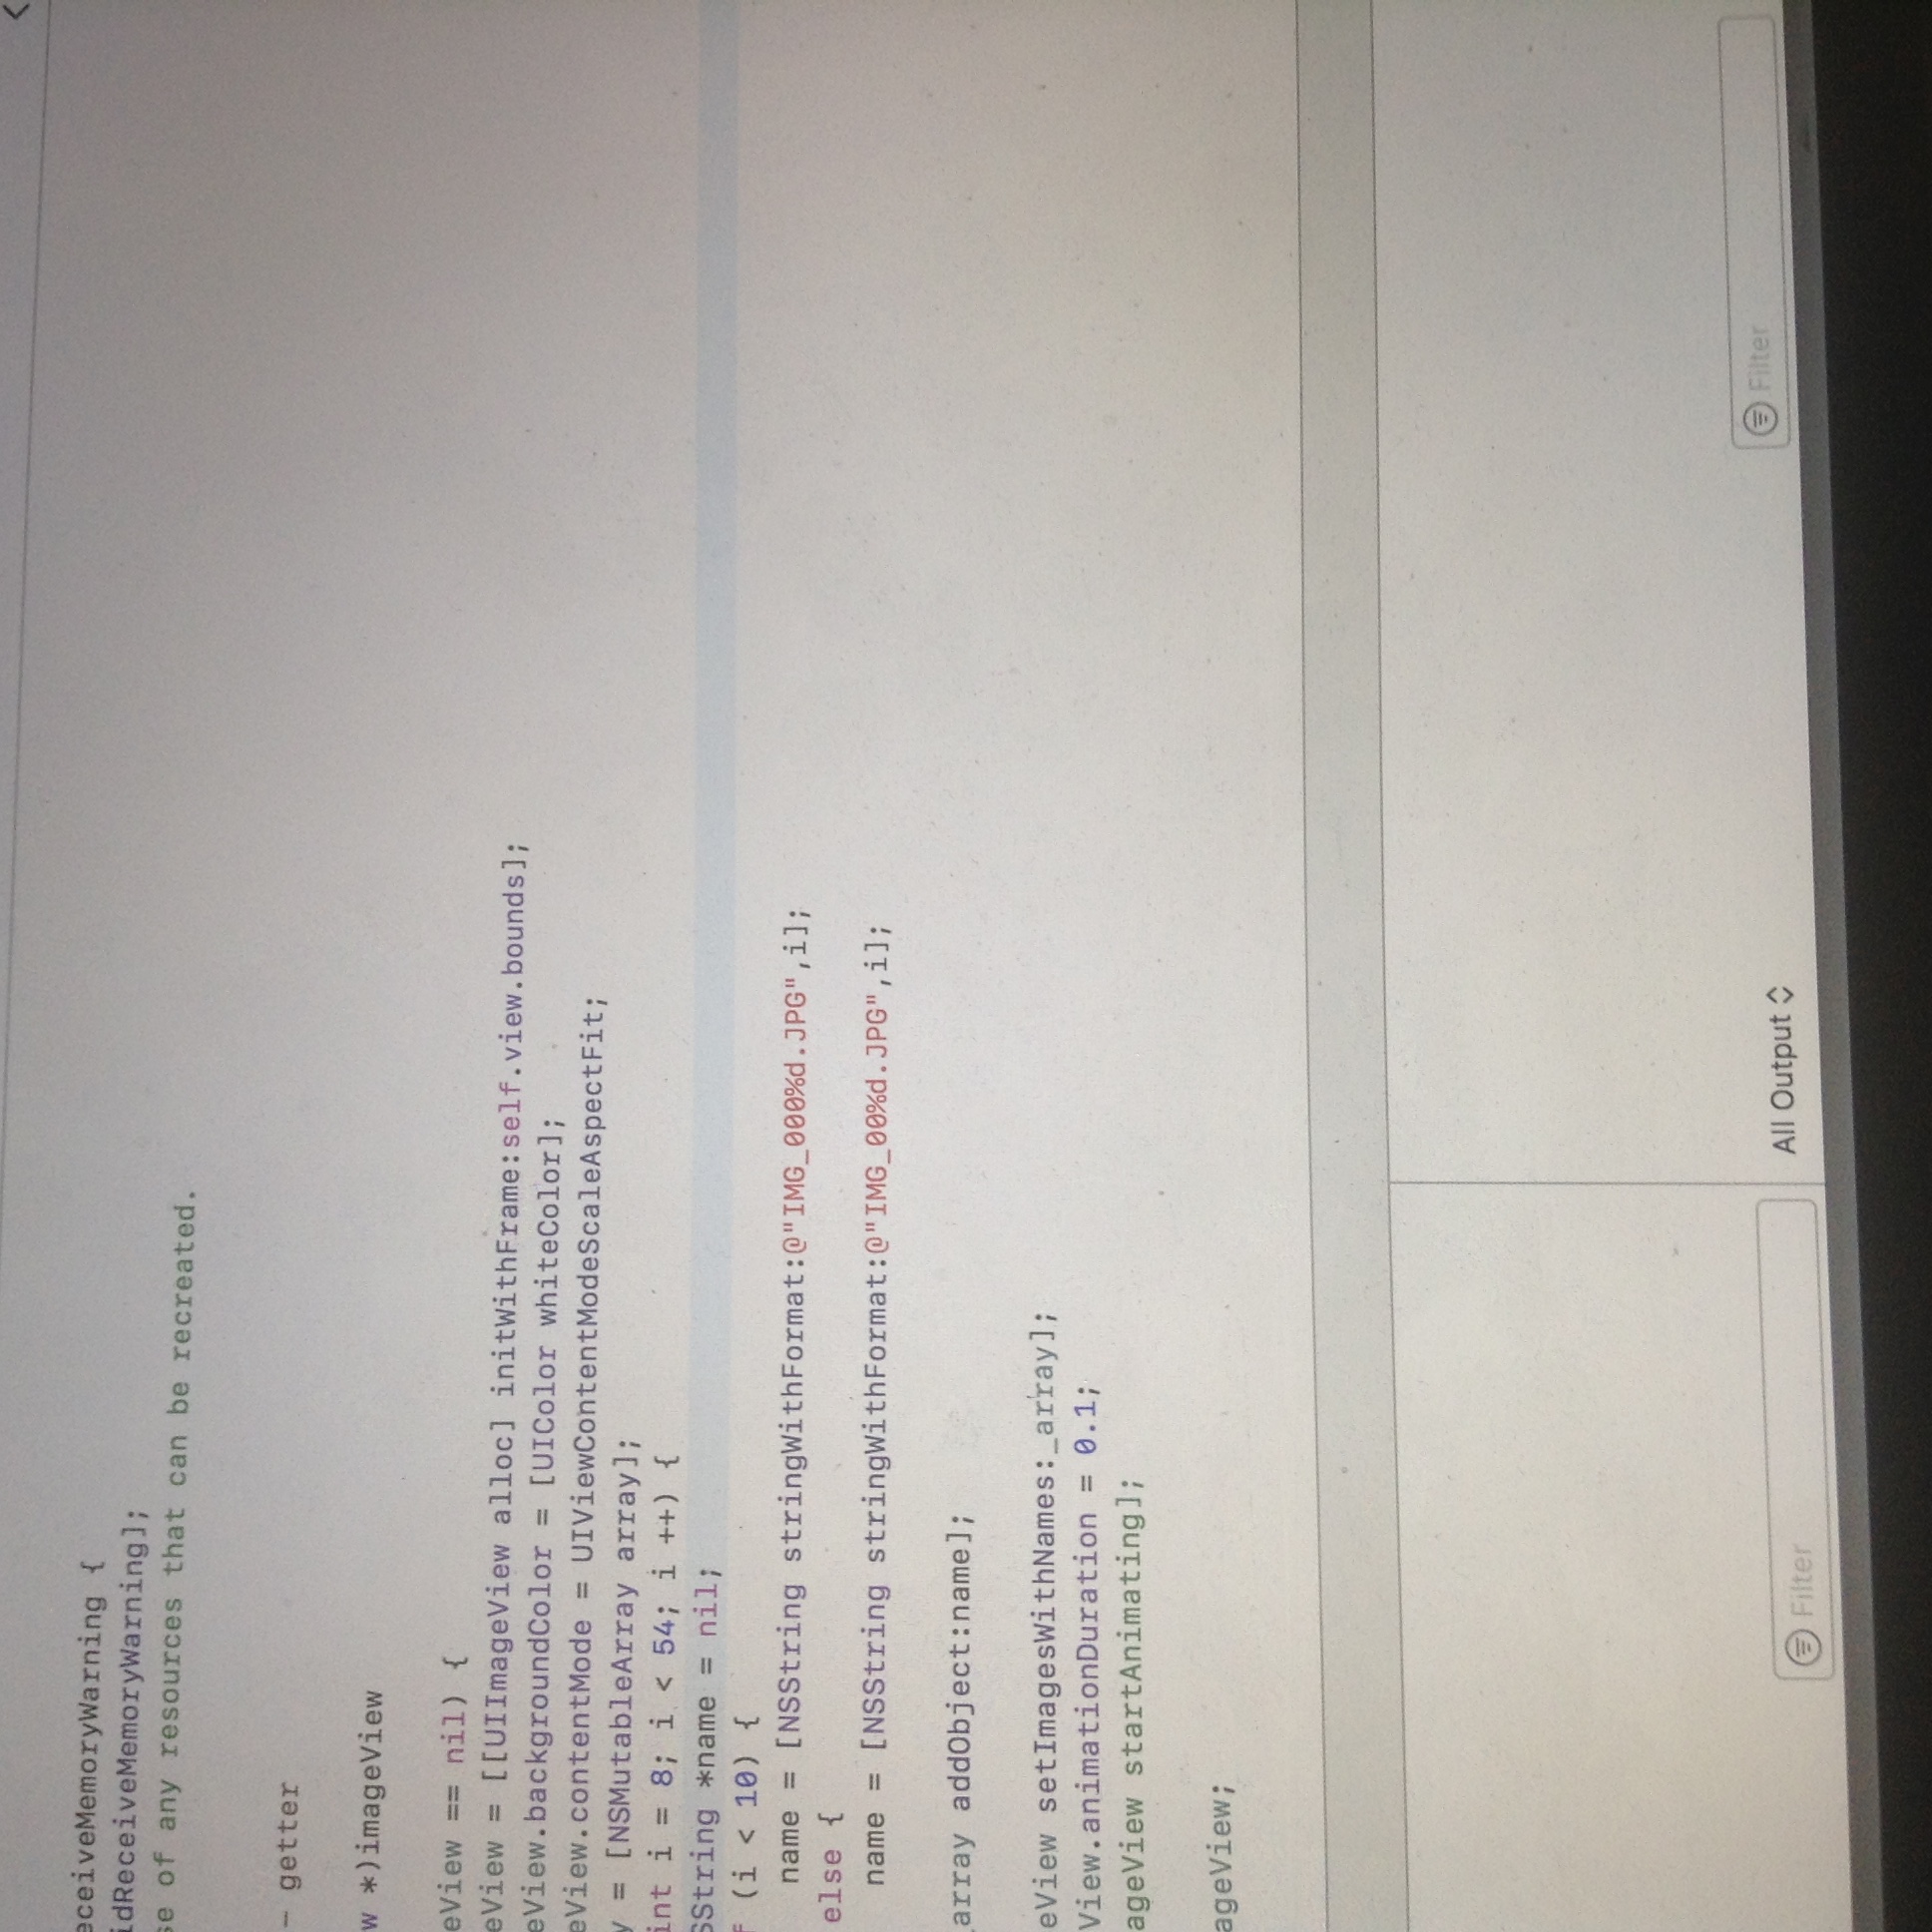 eceiveMemoryWarning {
idReceiveMemoryWarning];
se of any resources that can be recreated.
- getter
w *)imageView
eView == nil) {
eView = [[UIImageView alloc] initWithFrame:self.view.bounds];
eView.backgroundColor = [UIColor whiteColor];
eView.contentMode = UIViewContentModeScaleAspectFit;
y = [NSMutableArray array];
int i = 8; i < 54; i ++) {
SString *name = nil;
f (i < 10) {
name = [NSString stringWithFormat:@"IMG_000%d.JPG",i];
else {
name = [NSString stringWithFormat:@"IMG_00%d.JPG",i];
_array addObject:name];
eView setImagesWithNames:_array];
View.animationDuration = 0.1;
ageView startAnimating];
ageView;
Filter
All Output
Filter